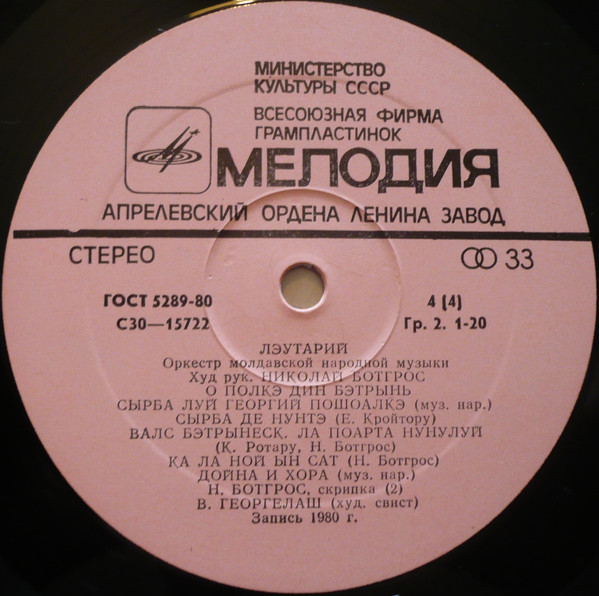 МИНИСТЕРСТВО
КУЛЬТУРЫ СССР
ВСЕСОЮЗНАЯ ФИРМА
ГРАМПЛАСТИНОК
МЕЛОДИЯ
АПРЕЛЕВСКИЙ ОРДЕНА ЛЕНИНА ЗАВОД
СТЕРЕО 33
ГОСТ 5289-80 4 (4)
С30—15722 Гр. 2. 1-20
ЛЭУТАРИЙ
Оркестр молдавской народной музыки
Худ рук. НИКОЛАЙ БОТГРОС
О ПОЛКЭ ДИН БЭТРЫНЬ
СЫРБА ЛУЙ ГЕОРГИЙ ПОШОАЛКЭ (муз. нар.)
СЫРБА ДЕ НУНТЭ (Е. Кройтору)
ВАЛС БЭТРЫНЕСК. ЛА ПОАРТА НУНУЛУЙ
(К. Ротару, Н. Ботгрос)
КА ЛА НОЙ ЫН САТ (Н. Ботгрос)
ДОЙНА И ХОРА (муз. нар.)
Н. БОТГРОС, скрипка (2)
В. ГЕОРГЕЛАШ (худ. свист)
Запись 1980 г.